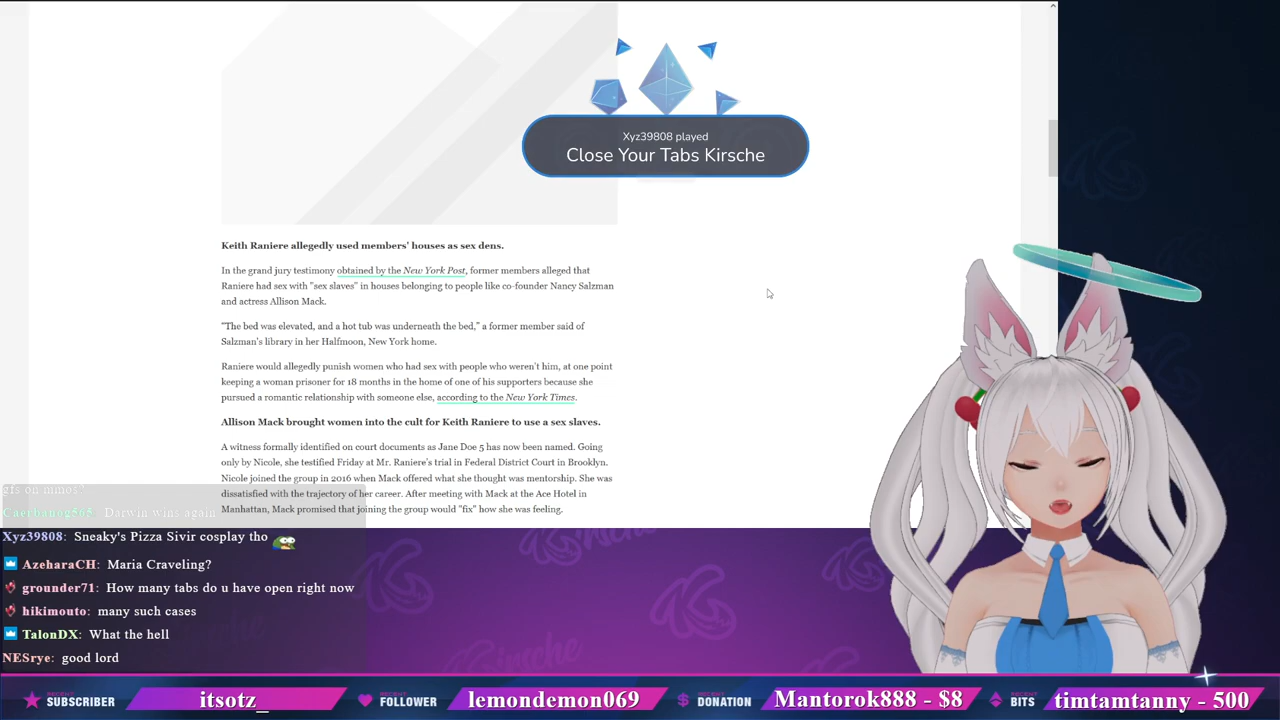 Xyz39808 played
Close Your Tabs Kirsche
Keith Raniere allegedly used members' houses as sex dens.
In the grand jury testimony obtained by the New York Post, former members alleged that
Raniere had sex with "sex slaves" in houses belonging to people like co-founder Nancy Salzman
and actress Allison Mack.
"The bed was elevated, and a hot tub was underneath the bed," a former member said of
Salzman's library in her Halfmoon, New York home.
Raniere would allegedly punish women who had sex with people who weren't him, at one point
keeping a woman prisoner for 18 months in the home of one of his supporters because she
pursued a romantic relationship with someone else, according to the New York Times.
Allison Mack brought women into the cult for Keith Raniere to use a sex slaves.
A witness formally identified on court documents as Jane Doe 5 has now been named. Going
only by Nicole, she testified Friday at Mr. Raniere's trial in Federal District Court in Brooklyn.
Nicole joined the group in 2016 when Mack offered what she thought was mentorship. She was
dissatisfied with the trajectory of her career. After meeting with Mack at the Ace Hotel in
Manhattan, Mack promised that joining the group would "fix" how she was feeling.
Darwin wins again
Xyz39808: Sneaky's Pizza Sivir cosplay tho
AzeharaCH: Maria Craveling?
grounder71: How many tabs do u have open right now
hikimouto: many such cases
TalonDX: What the hell
NESrye: good lord
Kirsche
RECENT SUBSCRIBER itsotz_
RECENT FOLLOWER lemondemon069
RECENT DONATION Mantorok888 - $8
RECENT BITS timtamtanny - 500